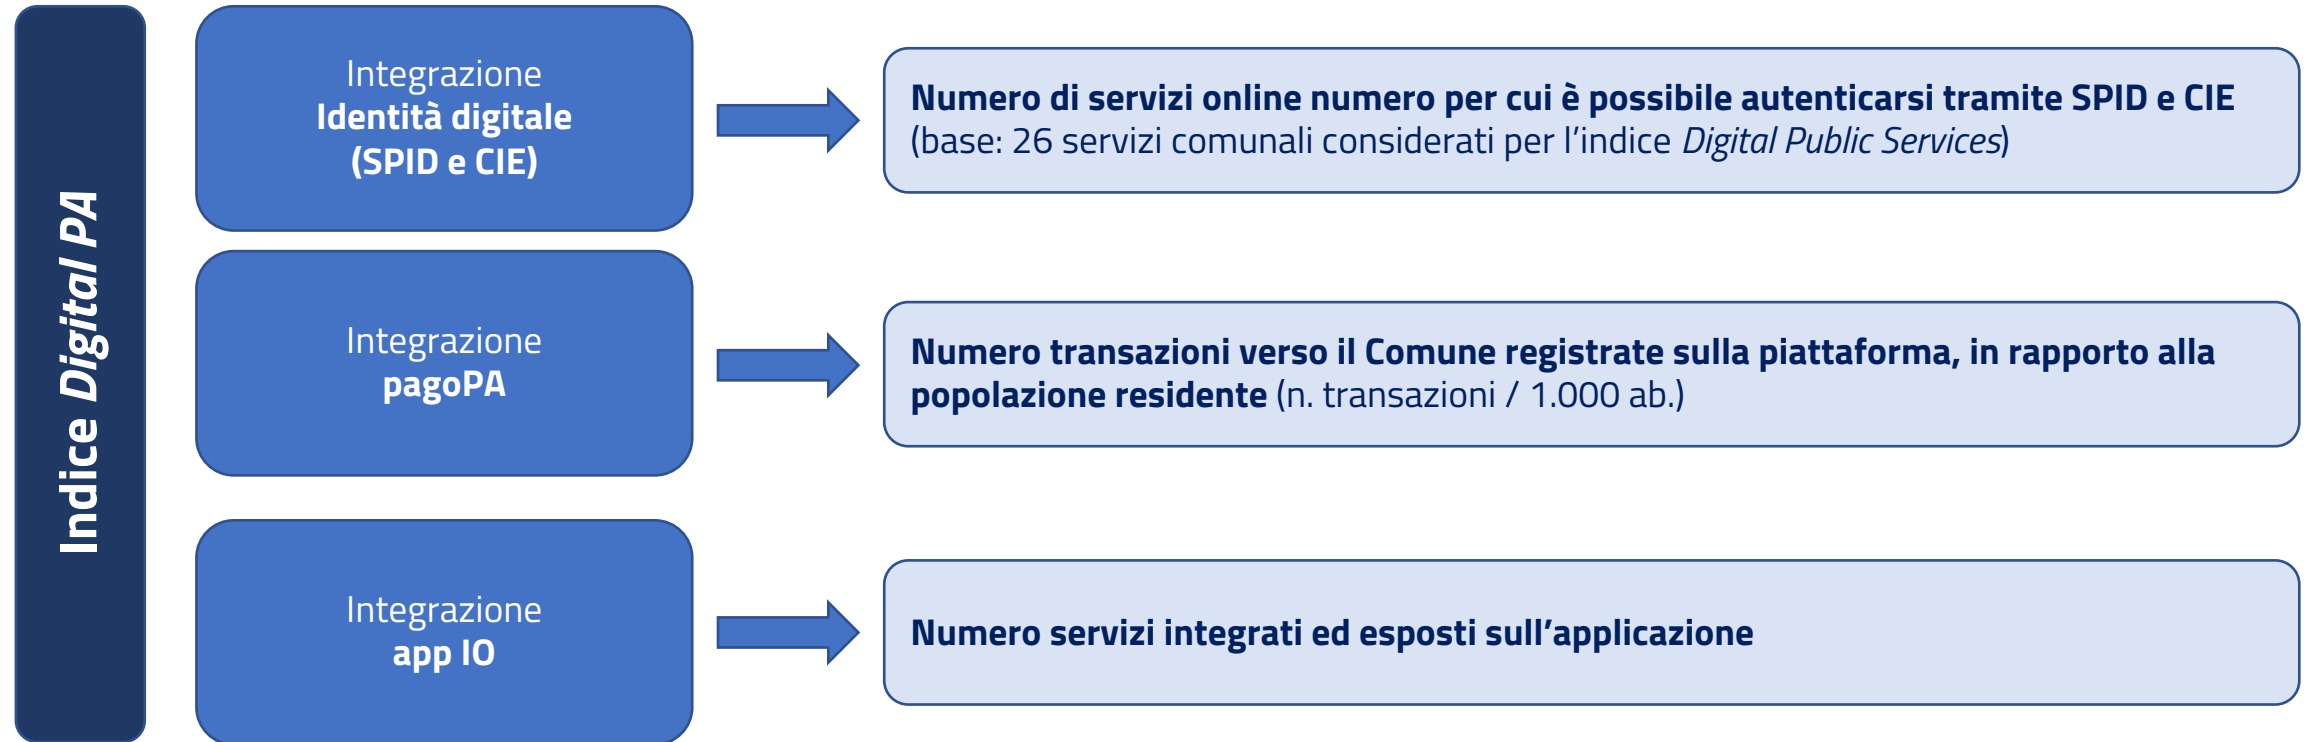 Indice Digital PA
Integrazione
Identità digitale
(SPID e CIE)
Numero di servizi online numero per cui è possibile autenticarsi tramite SPID e CIE
(base: 26 servizi comunali considerati per l’indice Digital Public Services)
Integrazione
pagoPA
Numero transazioni verso il Comune registrate sulla piattaforma, in rapporto alla
popolazione residente (n. transazioni / 1.000 ab.)
Integrazione
app IO
Numero servizi integrati ed esposti sull’applicazione